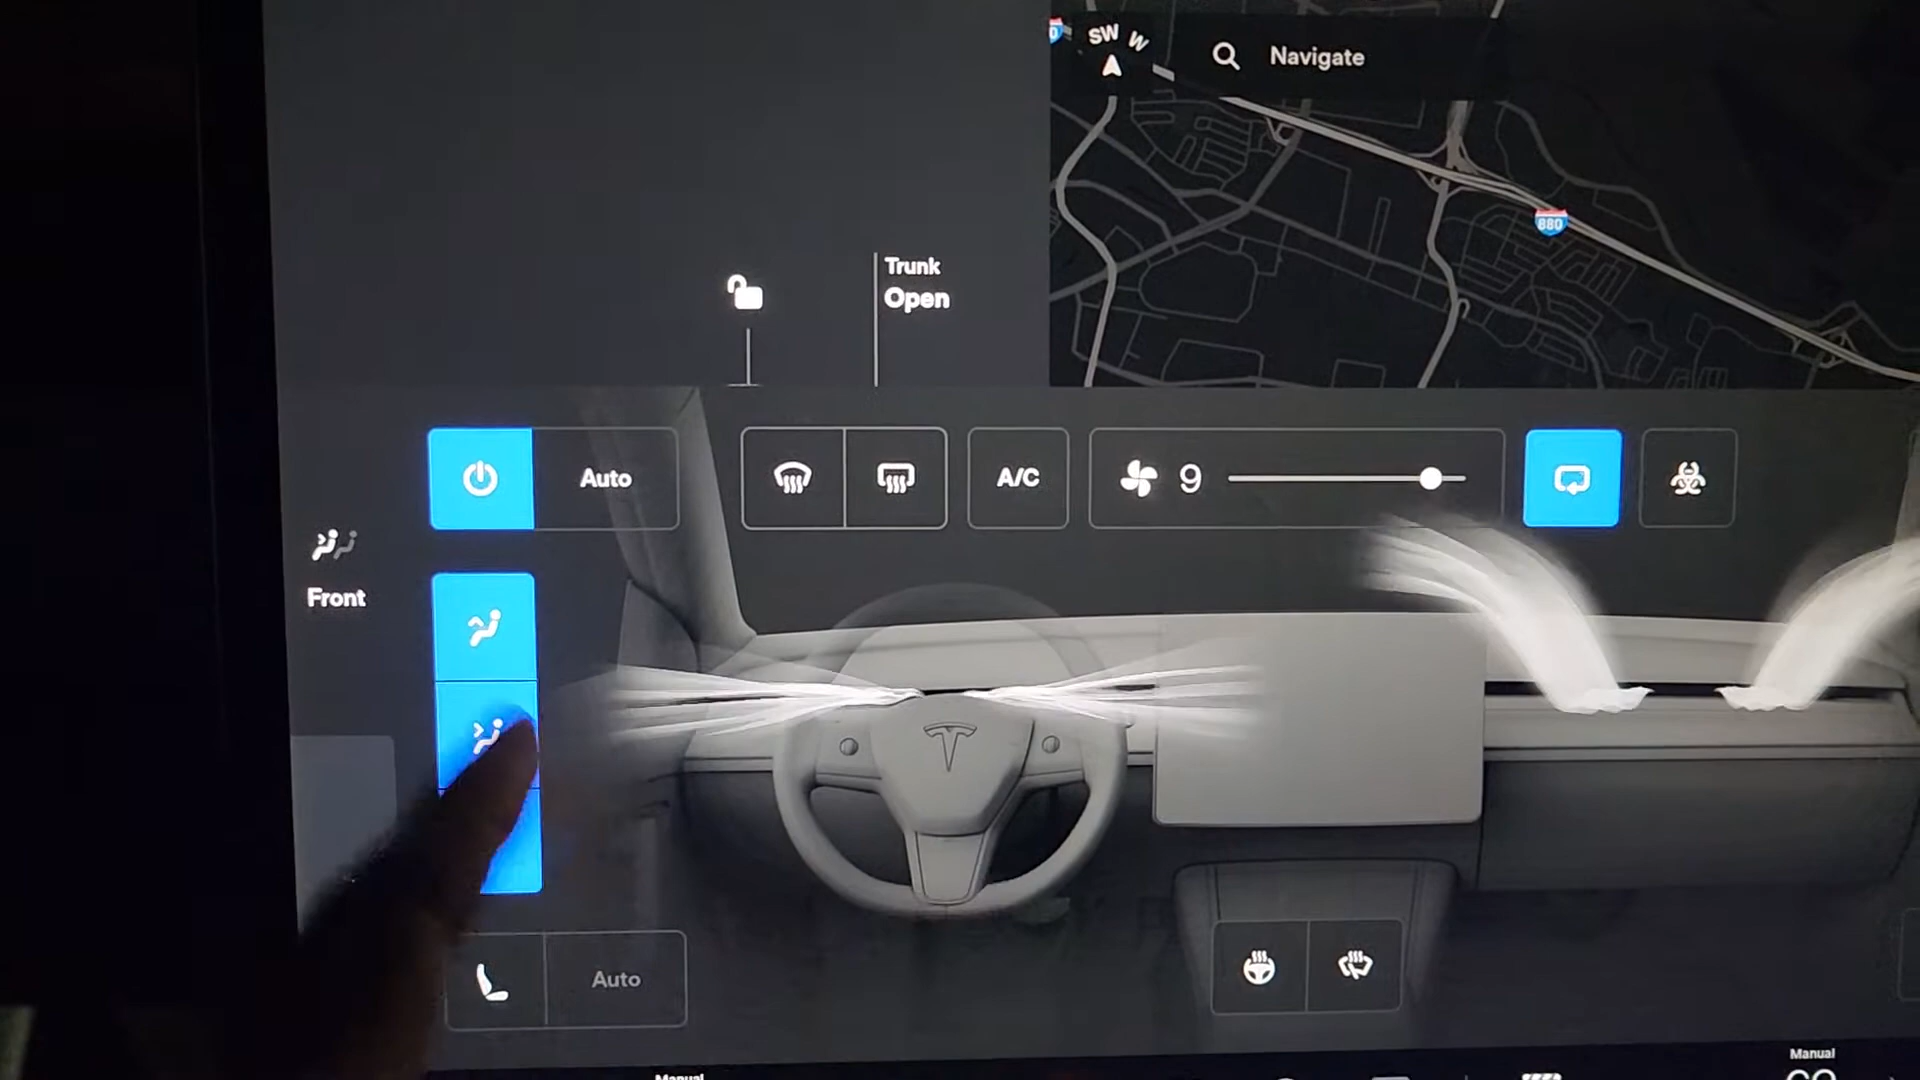 SW W
Navigate
880
Trunk
Open
Auto
A/C
9
Front
Auto
Manual
Manual